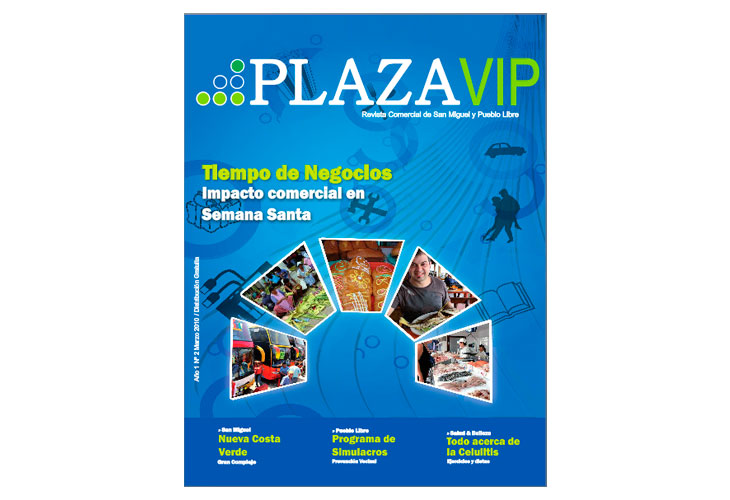 PLAZAVIP
Revista Comercial de San Miguel y Pueblo Libre
Tiempo de Negocios
Impacto comercial en
Semana Santa
Año 1 Nº 2 Marzo 2010 / Distribución Gratuita
» San Miguel
Nueva Costa
Verde
Gran Complejo
» Pueblo Libre
Programa de
Simulacros
Prevención Vecinal
» Salud & Belleza
Todo acerca de
la Celulitis
Ejercicios y dietas